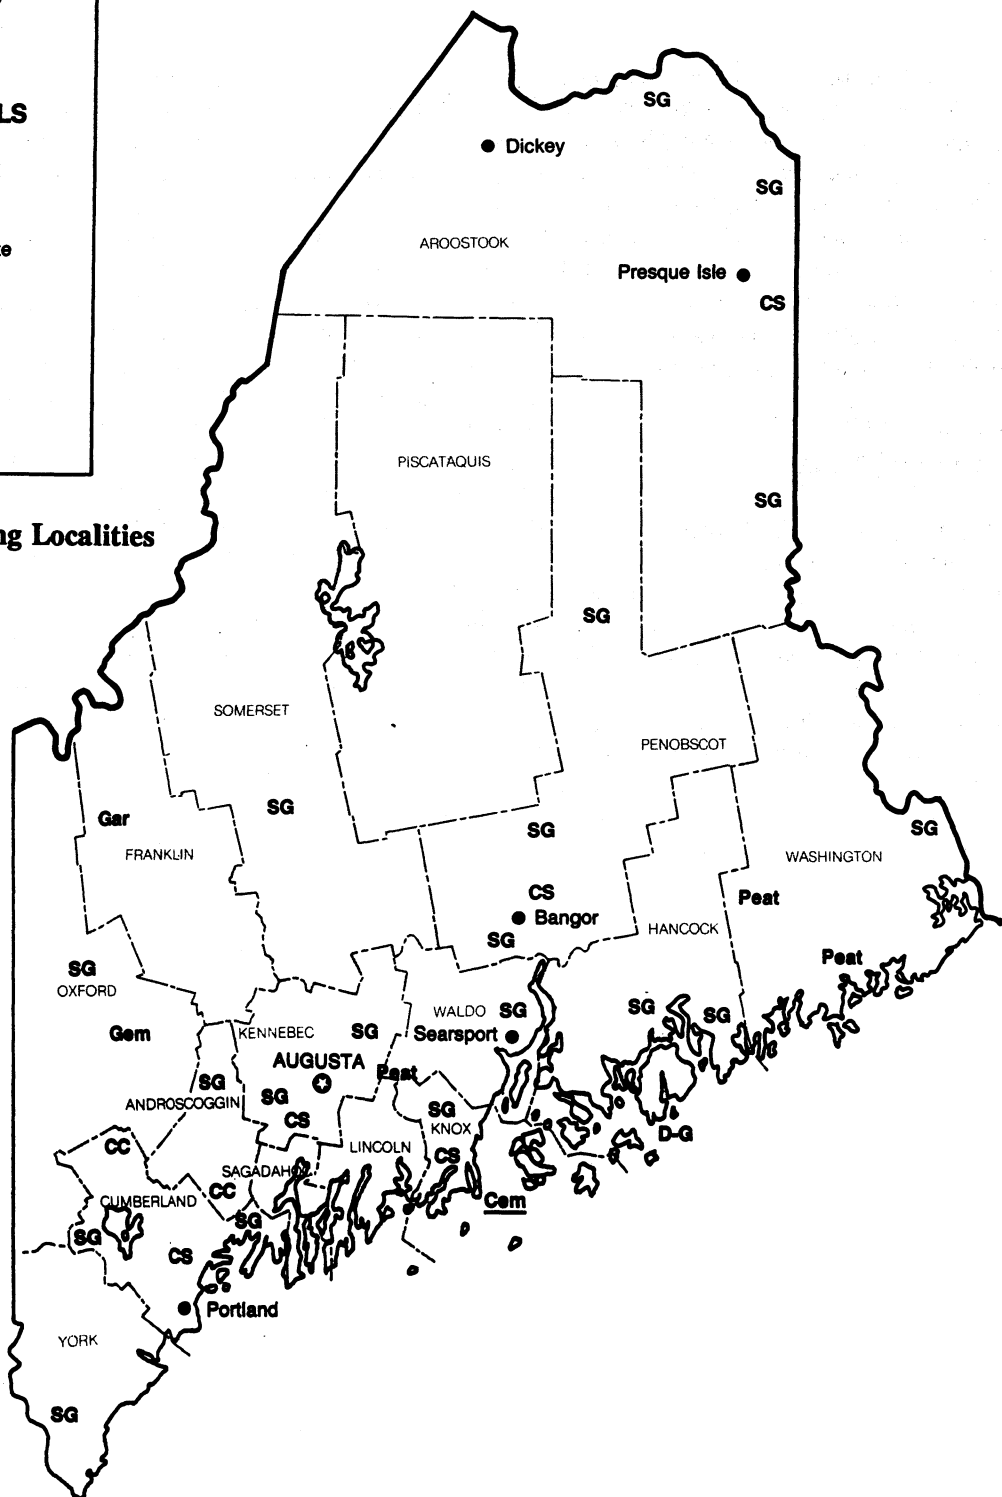 LS
SG
Dickey
SG
AROOSTOOK
Presque Isle
CS
PISCATAQUIS
SG
ng Localities
SG
SOMERSET
PENOBSCOT
SG
Gar
SG
SG
FRANKLIN
WASHINGTON
CS
Peat
Bangor
HANCOCK
SG
Peat
SG
OXFORD
SG
SG
WALDO
SG
Gem
KENNEBEC
SG
Searsport
AUGUSTA
Peat
SG
SG
ANDROSCOGGIN
SG
CS
KNOX
D-G
CC
LINCOLN
CS
SAGADAHOC
CC
Cem
CUMBERLAND
SG
SG
CS
Portland
YORK
SG